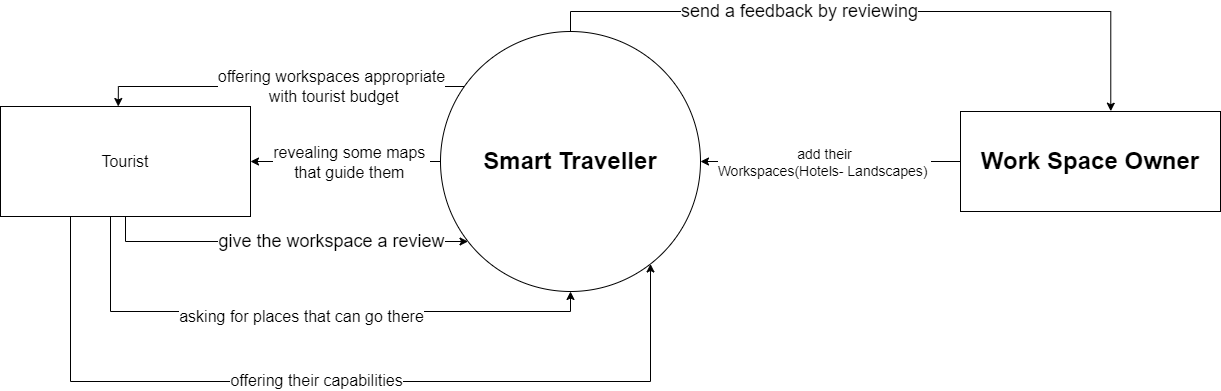 send a feedback by reviewing
offering workspaces appropriate
with tourist budget
Tourist
revealing some maps
that guide them
Smart Traveller
add their
Workspaces(Hotels- Landscapes)
Work Space Owner
give the workspace a review
asking for places that can go there
offering their capabilities